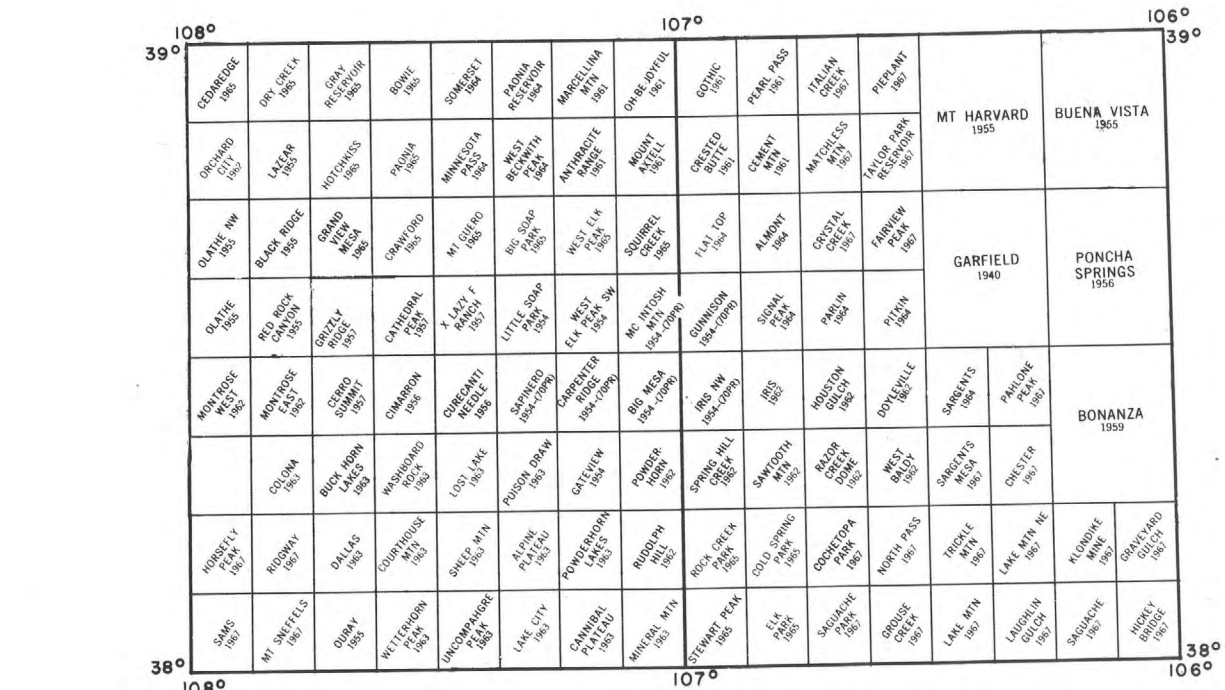 108°
107°
106°
39°
39°
CEDAREDGE
1965
DRY CREEK
1965
GRAY
RESERVOIR
1965
BOWIE
1965
SOMERSET
1964
PAONIA
RESERVOIR
1964
MARCELLINA
MTN
1961
OH-BE-JOYFUL
1961
GOTHIC
1961
PEARL PASS
1961
ITALIAN
CREEK
1967
PIEPLANT
1967
MT HARVARD
1955
BUENA VISTA
1955
ORCHARD
CITY
1962
LAZEAR
1955
HOTCHKISS
1965
PAONIA
1965
MINNESOTA
PASS
1964
WEST
BECKWITH
PEAK
1964
ANTHRACITE
RANGE
1961
MOUNT
AXTELL
1961
CRESTED
BUTTE
1961
CEMENT
MTN
1961
MATCHLESS
MTN
1967
TAYLOR PARK
RESERVOIR
1967
OLATHE NW
1955
BLACK RIDGE
1955
GRAND
VIEW
MESA
1965
CRAWFORD
1965
MT GUERO
1965
BIG SOAP
PARK
1965
WEST ELK
PEAK
1965
SQUIRREL
CREEK
1965
FLAT TOP
1964
ALMONT
1964
CRYSTAL
CREEK
1967
FAIRVIEW
PEAK
1967
GARFIELD
1940
PONCHA
SPRINGS
1956
OLATHE
1955
RED ROCK
CANYON
1955
GRIZZLY
RIDGE
1957
CATHEDRAL
PEAK
1957
X LAZY F
RANCH
1957
LITTLE SOAP
PARK
1954
WEST
ELK PEAK SW
1954
MC INTOSH
MTN
1954-(70PR)
GUNNISON
1954-(70PR)
SIGNAL
PEAK
1964
PARLIN
1964
PITKIN
1964
MONTROSE
WEST
1962
MONTROSE
EAST
1962
CERRO
SUMMIT
1957
CIMARRON
1956
CURECANTI
NEEDLE
1956
SAPINERO
1954-(70PR)
CARPENTER
RIDGE
1954-(70PR)
BIG MESA
1954-(70PR)
IRIS NW
1954-(70PR)
IRIS
1962
HOUSTON
GULCH
1962
DOYLEVILLE
1962
SARGENTS
1964
PAHLONE
PEAK
1967
BONANZA
1959
COLONA
1963
BUCK HORN
LAKES
1963
WASHBOARD
ROCK
1963
LOST LAKE
1963
POISON DRAW
1963
GATEVIEW
1954
POWDER-
HORN
1962
SPRING HILL
CREEK
1962
SAWTOOTH
MTN
1962
RAZOR
CREEK
DOME
1962
WEST
BALDY
1962
SARGENTS
MESA
1967
CHESTER
1967
HORSEFLY
PEAK
1967
RIDGWAY
1967
DALLAS
1963
COURTHOUSE
MTN
1963
SHEEP MTN
1963
ALPINE
PLATEAU
1963
POWDERHORN
LAKES
1963
RUDOLPH
HILL
1962
ROCK CREEK
PARK
1965
COLD SPRING
PARK
1965
COCHETOPA
PARK
1967
NORTH PASS
1967
TRICKLE
MTN
1967
LAKE MTN NE
1967
KLONDIKE
MINE
1967
GRAVEYARD
GULCH
1967
SAMS
1967
MT SNEFFELS
1967
OURAY
1955
WETTERHORN
PEAK
1963
UNCOMPAHGRE
PEAK
1963
LAKE CITY
1963
CANNIBAL
PLATEAU
1963
MINERAL MTN
1963
STEWART PEAK
1965
ELK
PARK
1965
SAGUACHE
PARK
1967
GROUSE
CREEK
1967
LAKE MTN
1967
LAUGHLIN
GULCH
1967
SAGUACHE
1967
HICKEY
BRIDGE
1967
38°
38°
108°
107°
106°